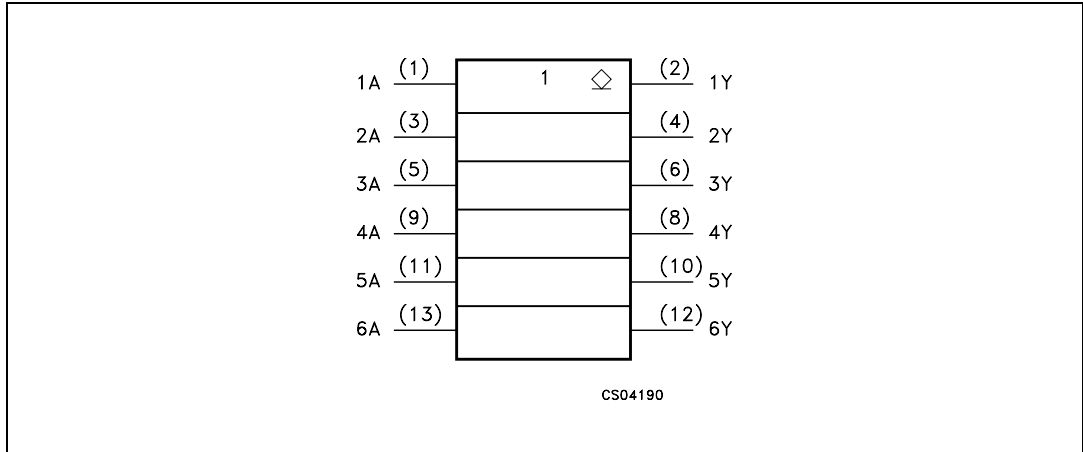 1A (1) 1 (2) 1Y
2A (3) (4) 2Y
3A (5) (6) 3Y
4A (9) (8) 4Y
5A (11) (10) 5Y
6A (13) (12) 6Y
CS04190